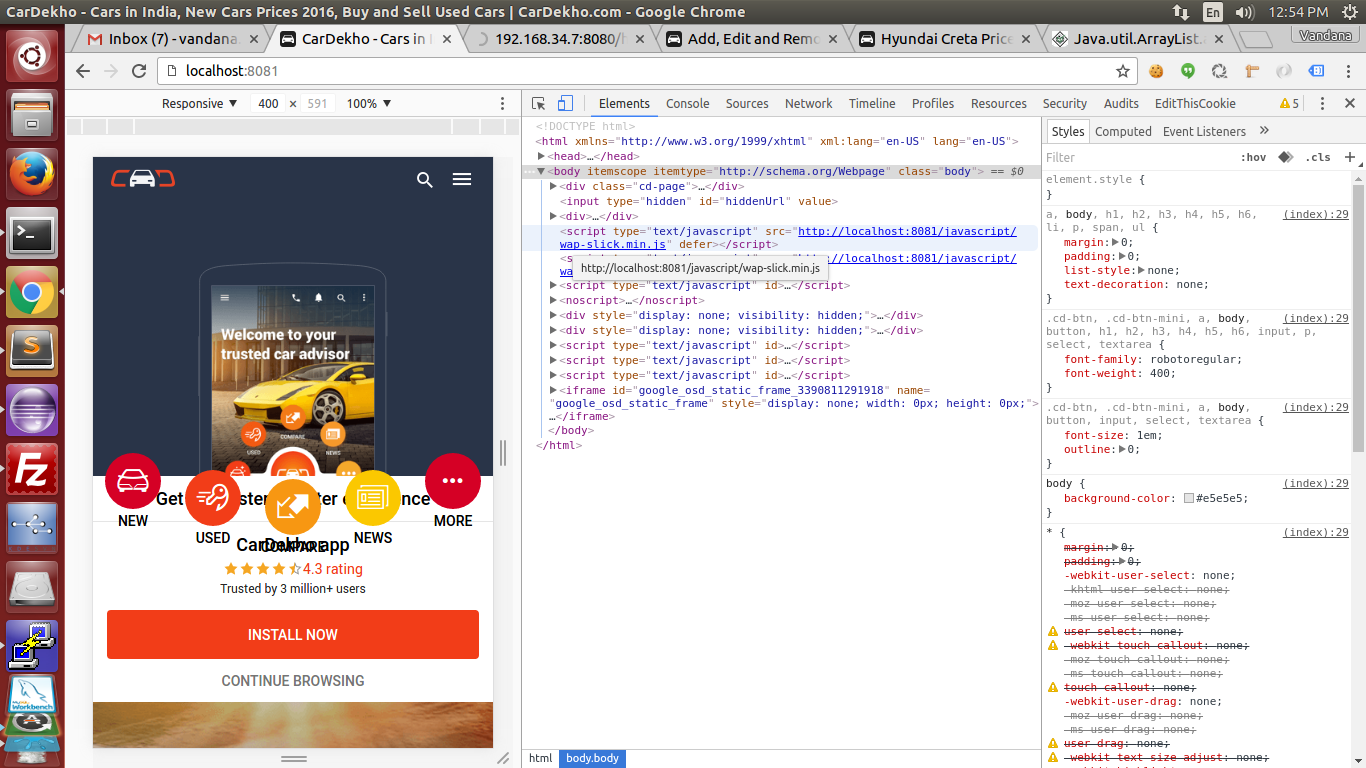 CarDekho - Cars in India, New Cars Prices 2016, Buy and Sell Used Cars | CarDekho.com - Google Chrome
En
12:54 PM
Inbox (7) - vandana
CarDekho - Cars in
192.168.34.7:8080/
Add, Edit and Remo
Hyundai Creta Price
Java.util.ArrayList.
Vandana
localhost:8081
Responsive ▼ 400 × 591 100% ▼
Elements Console Sources Network Timeline Profiles Resources Security Audits EditThisCookie 5
Welcome to your
trusted car advisor
COMPARE
USED
NEWS
NEW
USED
COMPARE
NEWS
MORE
CarDekho app
4.3 rating
Trusted by 3 million+ users
INSTALL NOW
CONTINUE BROWSING
<!DOCTYPE html>
<html xmlns="http://www.w3.org/1999/xhtml" xml:lang="en-US" lang="en-US">
<head>…</head>
<body itemscope itemtype="http://schema.org/Webpage" class="body"> == $0
<div class="cd-page">…</div>
<input type="hidden" id="hiddenUrl" value>
<div>…</div>
<script type="text/javascript" src="http://localhost:8081/javascript/
wap-slick.min.js" defer></script>
http://localhost:8081/javascript/
wa
http://localhost:8081/javascript/wap-slick.min.js
<script type="text/javascript" id>…</script>
<noscript>…</noscript>
<div style="display: none; visibility: hidden;">…</div>
<div style="display: none; visibility: hidden;">…</div>
<script type="text/javascript" id>…</script>
<script type="text/javascript" id>…</script>
<script type="text/javascript" id>…</script>
<iframe id="google_osd_static_frame_3390811291918" name=
"google_osd_static_frame" style="display: none; width: 0px; height: 0px;">
…</iframe>
</body>
</html>
html body.body
Styles Computed Event Listeners »
Filter :hov .cls +
element.style {
}
a, body, h1, h2, h3, h4, h5, h6, (index):29
li, p, span, ul {
margin: 0;
padding: 0;
list-style: none;
text-decoration: none;
}
.cd-btn, .cd-btn-mini, a, body, (index):29
button, h1, h2, h3, h4, h5, h6, input, p,
select, textarea {
font-family: robotoregular;
font-weight: 400;
}
.cd-btn, .cd-btn-mini, a, body, (index):29
button, input, select, textarea {
font-size: 1em;
outline: 0;
}
body { (index):29
background-color: #e5e5e5;
}
* { (index):29
margin: 0;
padding: 0;
-webkit-user-select: none;
-khtml-user-select: none;
-moz-user-select: none;
-ms-user-select: none;
user-select: none;
-webkit-touch-callout: none;
-moz-touch-callout: none;
-ms-touch-callout: none;
touch-callout: none;
-webkit-user-drag: none;
-moz-user-drag: none;
-ms-user-drag: none;
user-drag: none;
-webkit-text-size-adjust: none;